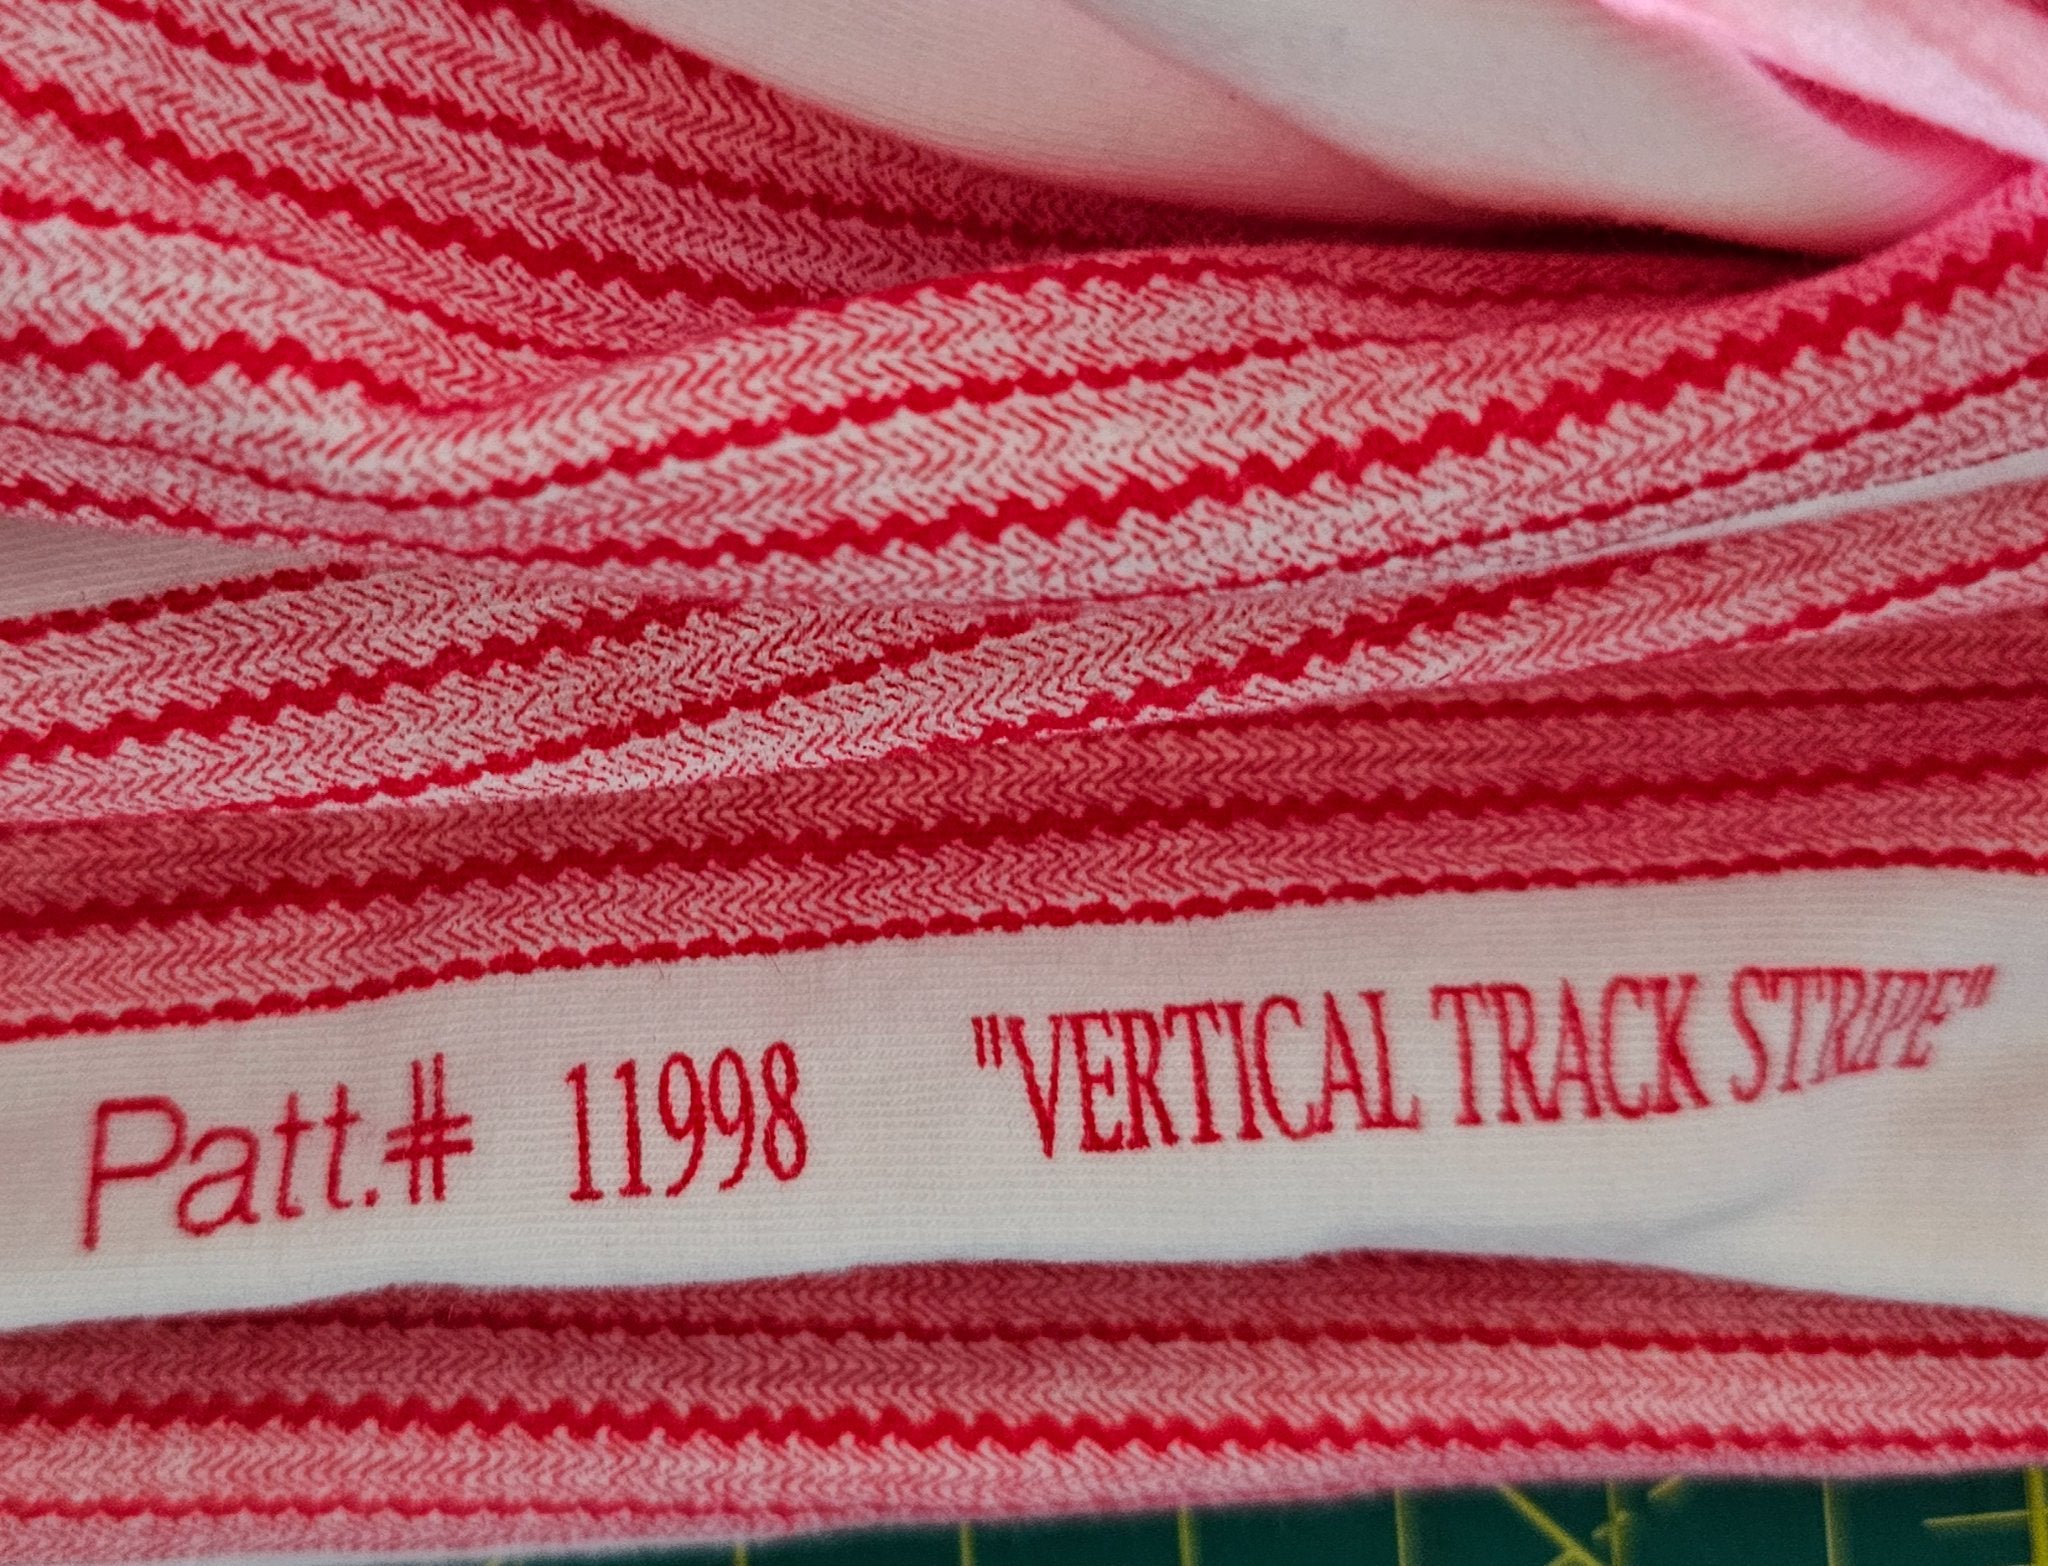 Patt.# 11998 "VERTICAL TRACK STRIPE"